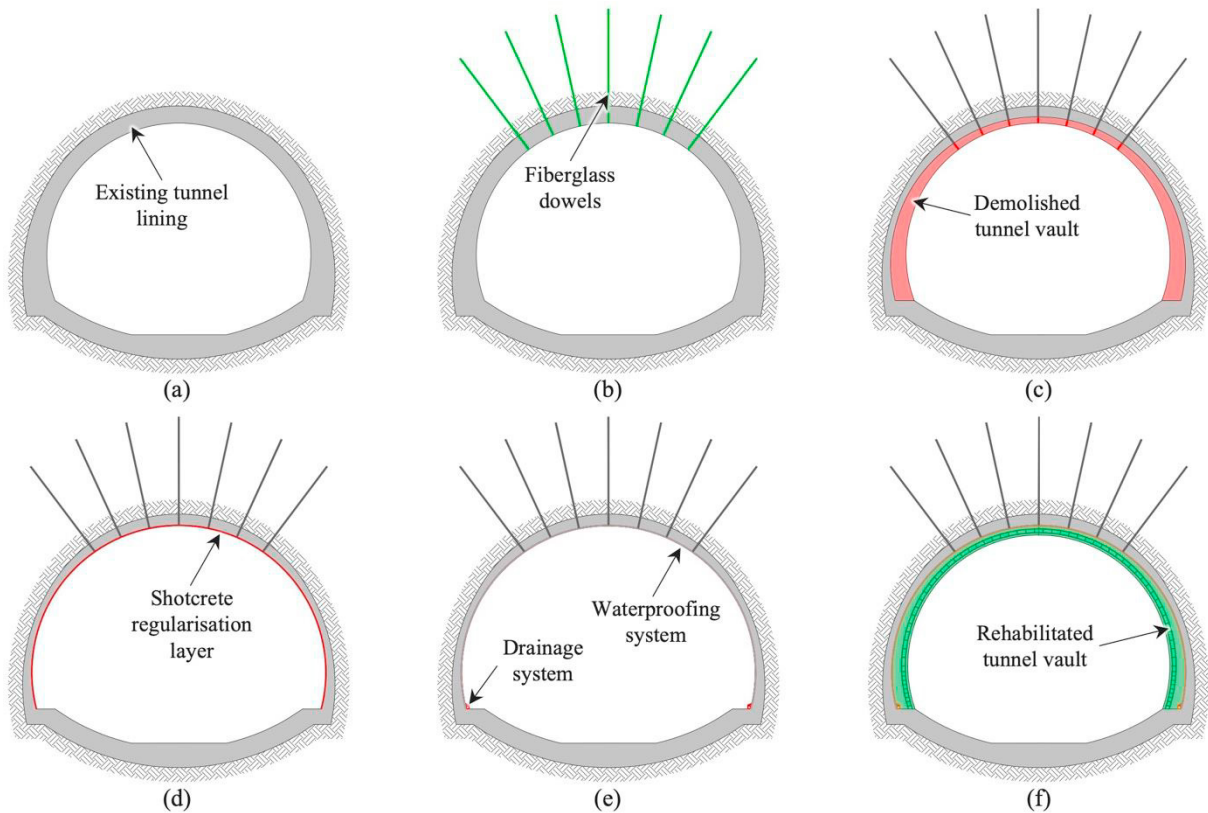 Existing tunnel
lining
(a)
Fiberglass
dowels
(b)
Demolished
tunnel vault
(c)
Shotcrete
regularisation
layer
(d)
Waterproofing
system
Drainage
system
(e)
Rehabilitated
tunnel vault
(f)